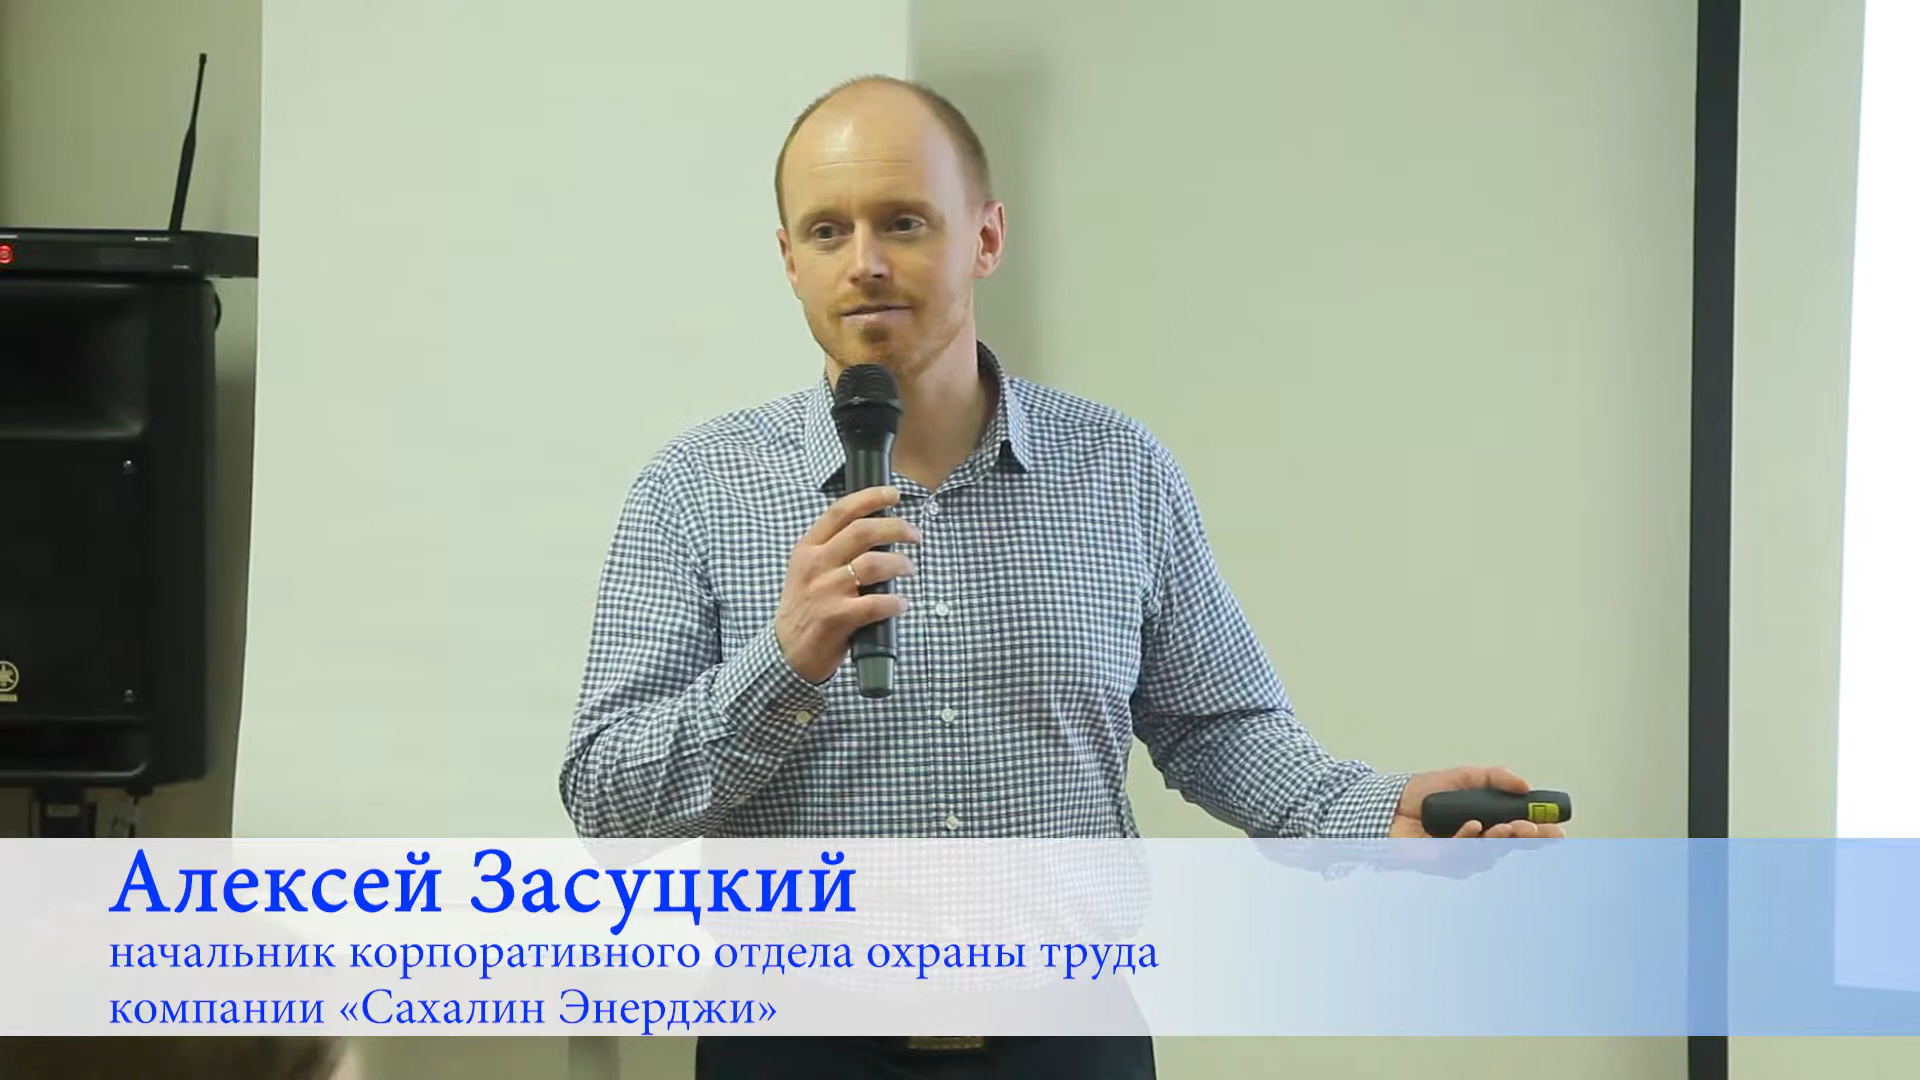 Алексей Засуцкий
начальник корпоративного отдела охраны труда
компании «Сахалин Энерджи»